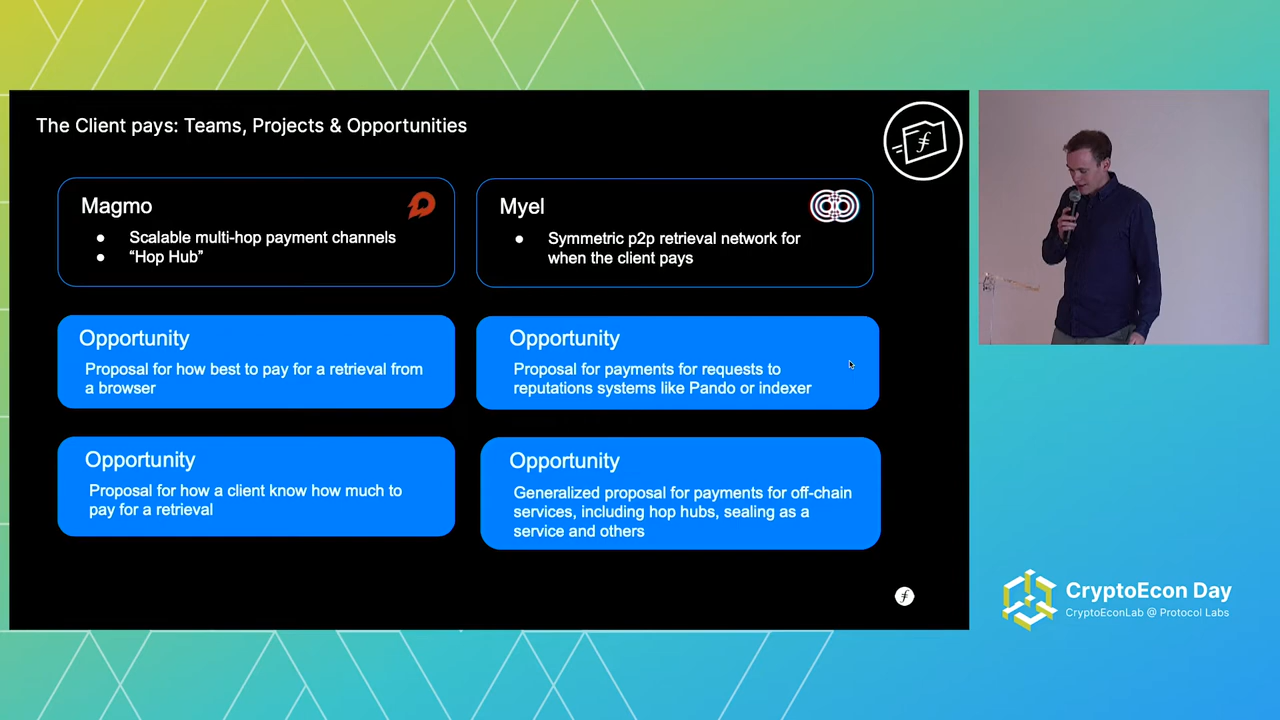 The Client pays: Teams, Projects & Opportunities
Magmo
● Scalable multi-hop payment channels
● “Hop Hub”
Myel
● Symmetric p2p retrieval network for
when the client pays
Opportunity
Proposal for how best to pay for a retrieval from
a browser
Opportunity
Proposal for payments for requests to
reputations systems like Pando or indexer
Opportunity
Proposal for how a client know how much to
pay for a retrieval
Opportunity
Generalized proposal for payments for off-chain
services, including hop hubs, sealing as a
service and others
CryptoEcon Day
CryptoEconLab @ Protocol Labs